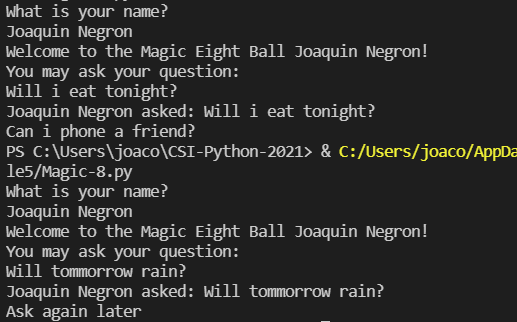 What is your name?
Joaquin Negron
Welcome to the Magic Eight Ball Joaquin Negron!
You may ask your question:
Will i eat tonight?
Joaquin Negron asked: Will i eat tonight?
Can i phone a friend?
PS C:\Users\joaco\CSI-Python-2021> & C:/Users/joaco/AppDa
le5/Magic-8.py
What is your name?
Joaquin Negron
Welcome to the Magic Eight Ball Joaquin Negron!
You may ask your question:
Will tommorrow rain?
Joaquin Negron asked: Will tommorrow rain?
Ask again later